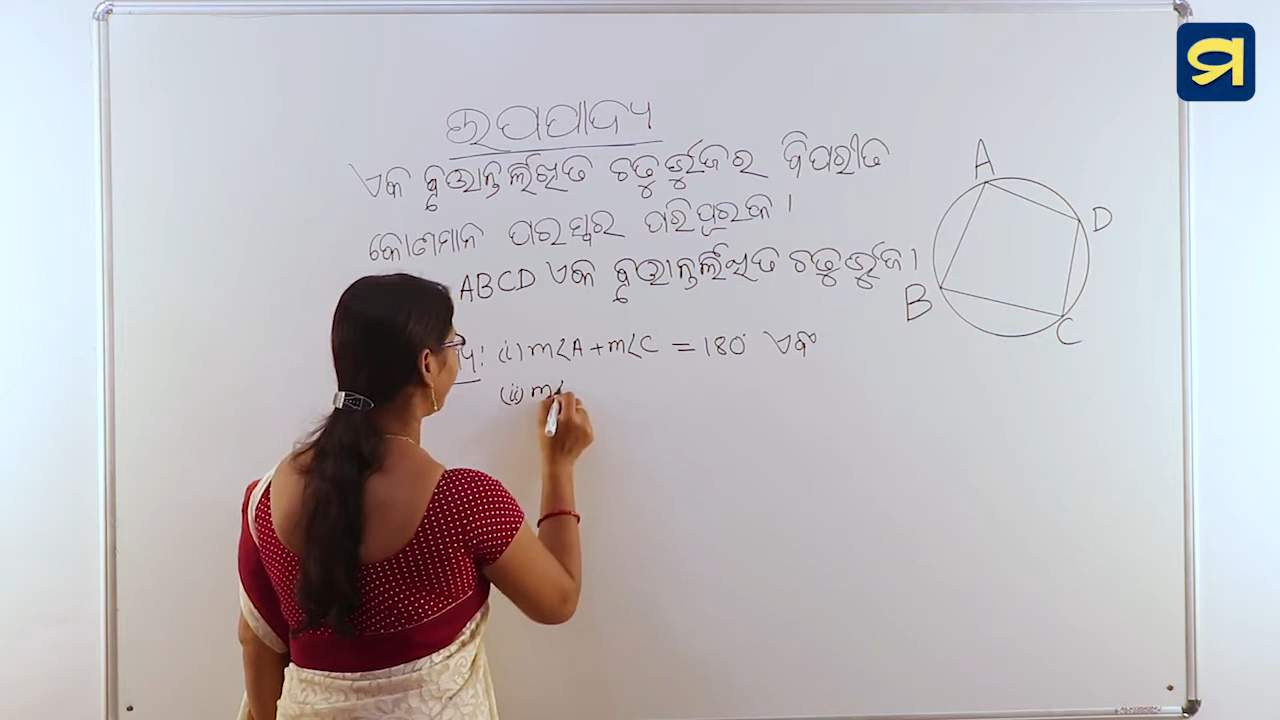 ଉପପାଦ୍ୟ
ଏକ ବୃତ୍ତାନ୍ତର୍ଲିଖିତ ଚତୁର୍ଭୁଜର ବିପରୀତ
କୋଣମାନ ପରସ୍ପର ପରିପୂରକ ।
ABCD ଏକ ବୃତ୍ତାନ୍ତର୍ଲିଖିତ ଚତୁର୍ଭୁଜ ।
(i) m∠A + m∠C = 180° ଏବଂ
(ii) m∠
A
D
B
C
ପ୍ର